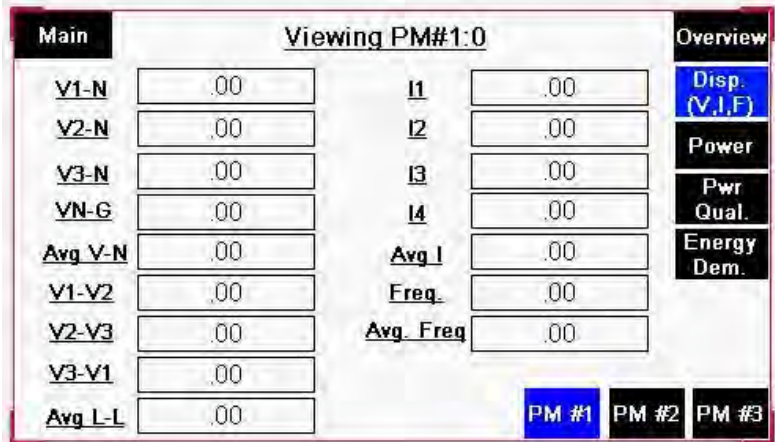 Main
Viewing PM#1:0
Overview
V1-N .00
I1 .00
Disp.
(V,I,F)
V2-N .00
I2 .00
Power
V3-N .00
I3 .00
Pwr
Qual.
VN-G .00
I4 .00
Energy
Dem.
Avg V-N .00
Avg I .00
V1-V2 .00
Freq. .00
V2-V3 .00
Avg. Freq .00
V3-V1 .00
Avg L-L .00
PM #1
PM #2
PM #3